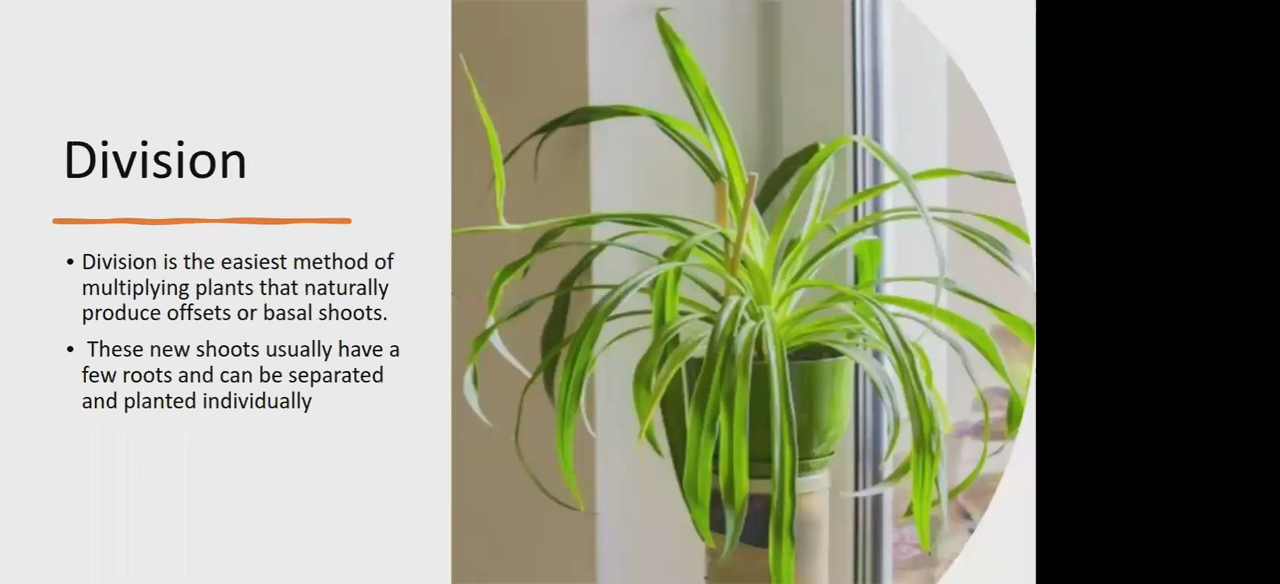 Division
• Division is the easiest method of
multiplying plants that naturally
produce offsets or basal shoots.
• These new shoots usually have a
few roots and can be separated
and planted individually